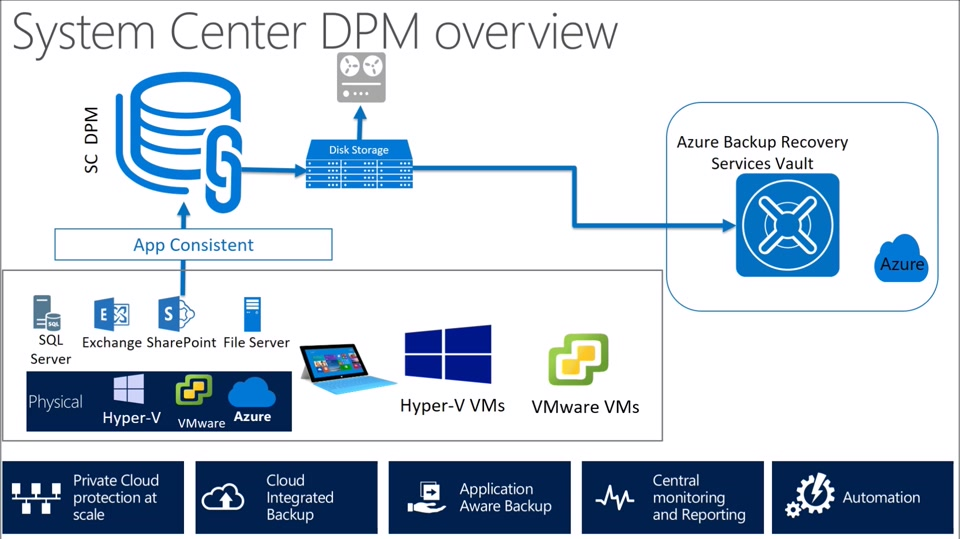 System Center DPM overview
SC DPM
Disk Storage
Azure Backup Recovery
Services Vault
Azure
App Consistent
SQL
SQL
Server
E
Exchange
S
SharePoint
File Server
Physical
Hyper-V
VMware
Azure
Hyper-V VMs
VMware VMs
Private Cloud
protection at
scale
Cloud
Integrated
Backup
Application
Aware Backup
Central
monitoring
and Reporting
Automation